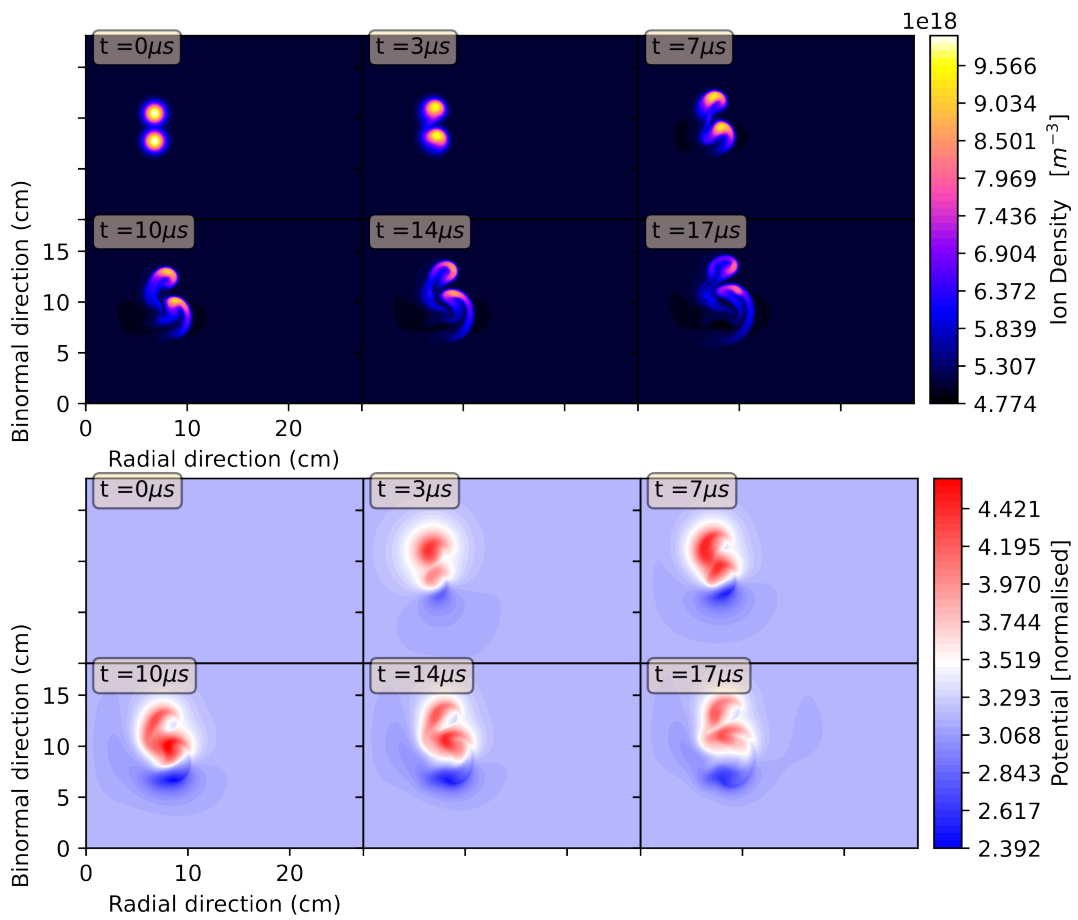 1e18
t =0μs
t =3μs
t =7μs
t =10μs
t =14μs
t =17μs
15
10
5
0
0
10
20
Binormal direction (cm)
Radial direction (cm)
9.566
9.034
8.501
7.969
7.436
6.904
6.372
5.839
5.307
4.774
Ion Density [m⁻³]
t =0μs
t =3μs
t =7μs
t =10μs
t =14μs
t =17μs
15
10
5
0
0
10
20
Binormal direction (cm)
Radial direction (cm)
4.421
4.195
3.970
3.744
3.519
3.293
3.068
2.843
2.617
2.392
Potential [normalised]